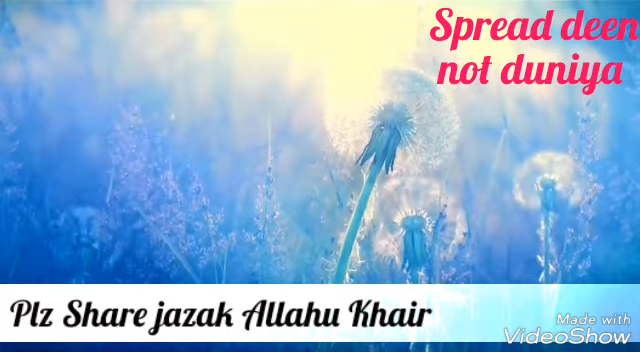 Spread deen
not duniya
Plz Share jazak Allahu Khair
Made with
VideoShow